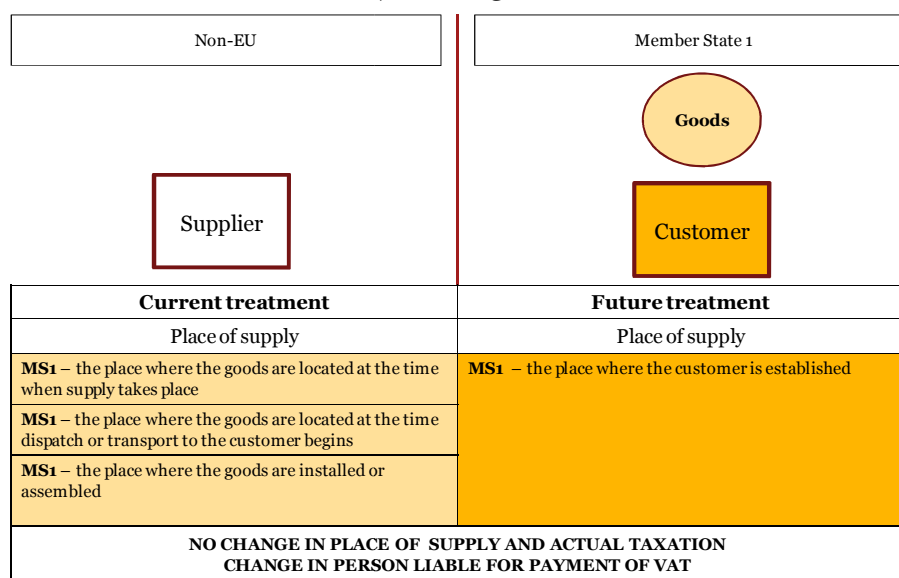 Non-EU
Member State 1
Goods
Supplier
Customer
Current treatment
Future treatment
Place of supply
Place of supply
MS1 – the place where the goods are located at the time
when supply takes place
MS1 – the place where the customer is established
MS1 – the place where the goods are located at the time
dispatch or transport to the customer begins
MS1 – the place where the goods are installed or
assembled
NO CHANGE IN PLACE OF SUPPLY AND ACTUAL TAXATION
CHANGE IN PERSON LIABLE FOR PAYMENT OF VAT